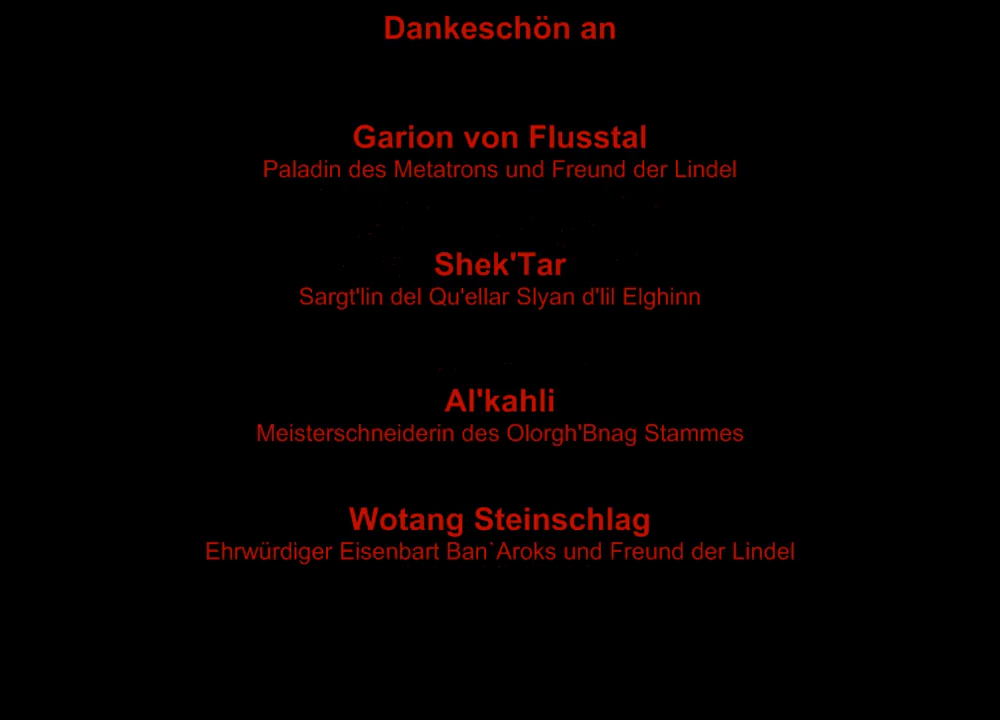 Dankeschön an
Garion von Flusstal
Paladin des Metatrons und Freund der Lindel
Shek'Tar
Sargt'lin del Qu'ellar Slyan d'lil Elghinn
Al'kahli
Meisterschneiderin des Olorgh'Bnag Stammes
Wotang Steinschlag
Ehrwürdiger Eisenbart Ban`Aroks und Freund der Lindel